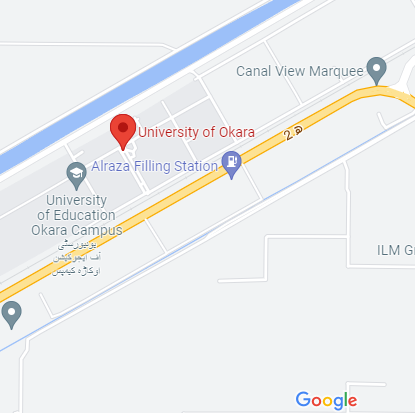 Canal View Marquee
University of Okara
Alraza Filling Station
University
of Education
Okara Campus
یونیورسٹی
آف ایجوکیشن
اوکاڑہ کیمپس
ILM G
Google